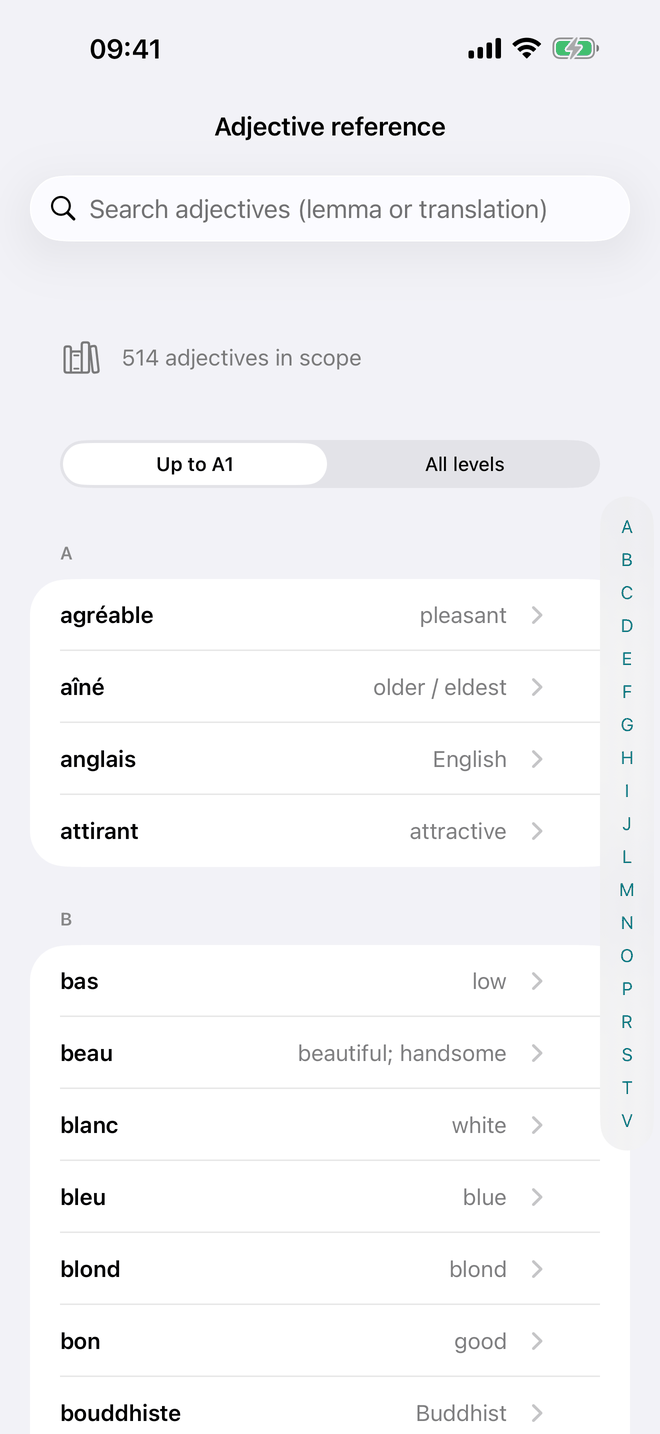 09:41
Adjective reference
Search adjectives (lemma or translation)
514 adjectives in scope
Up to A1 All levels
A
agréable pleasant
aîné older / eldest
anglais English
attirant attractive
B
bas low
beau beautiful; handsome
blanc white
bleu blue
blond blond
bon good
bouddhiste Buddhist
A
B
C
D
E
F
G
H
I
J
L
M
N
O
P
R
S
T
V